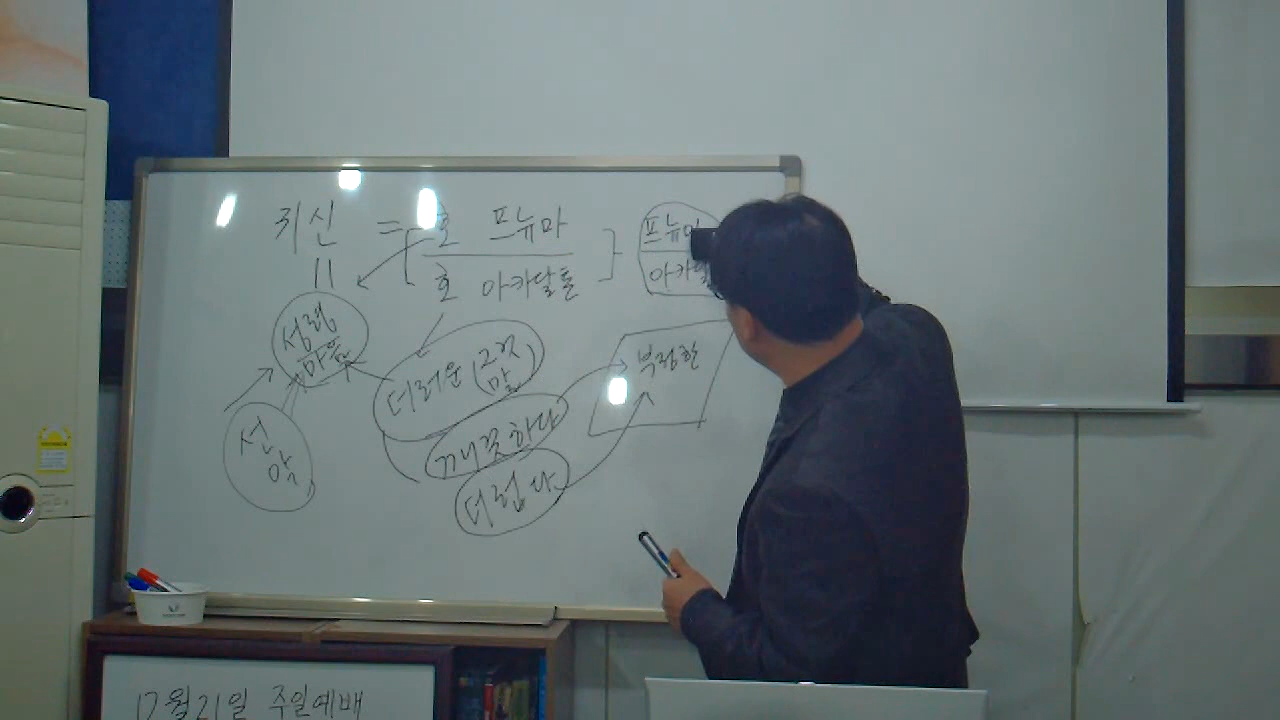 귀신 = 호 프뉴마
프뉴마
호 아카달톤
아카달
성령
마음
더러운 (그것
말)
부정한
깨끗하다
선
악
더럽다
12월21일 주일예배